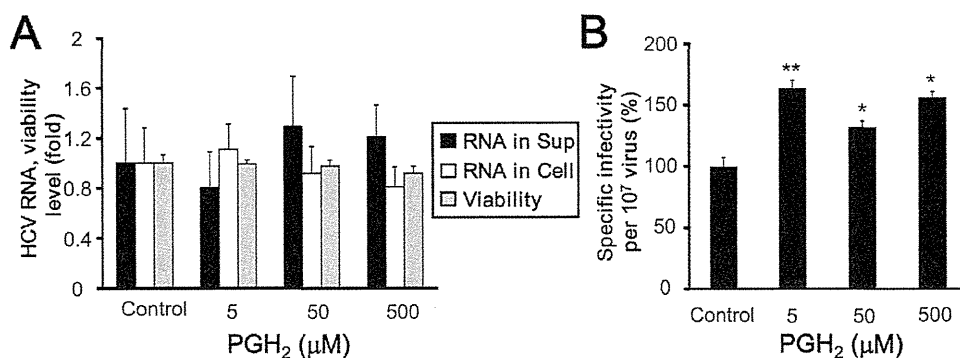 A
HCV RNA, viability
level (fold)
2
1.6
1.2
0.8
0.4
0
Control
5
50
500
PGH₂ (μM)
RNA in Sup
RNA in Cell
Viability
B
Specific infectivity
per 10⁷ virus (%)
200
150
100
50
0
**
*
*
Control
5
50
500
PGH₂ (μM)